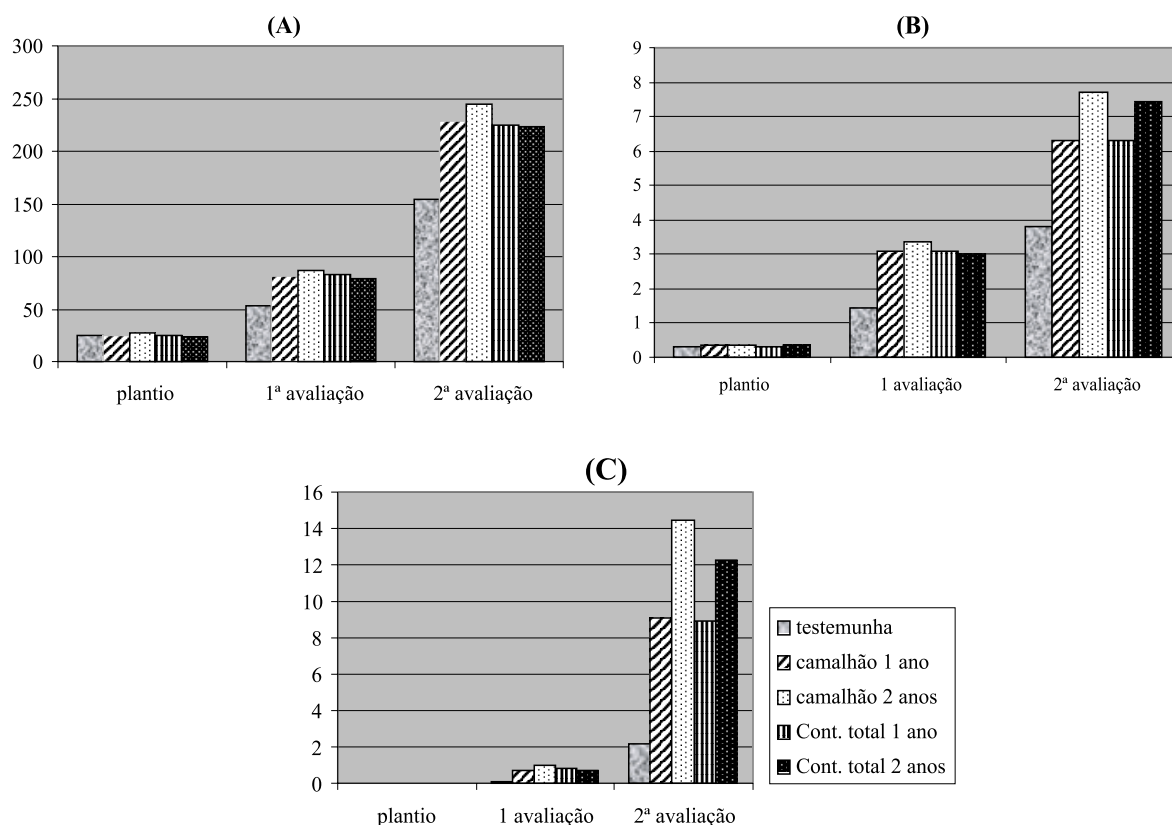 (A)
300
250
200
150
100
50
0
plantio 1ª avaliação 2ª avaliação
(B)
9
8
7
6
5
4
3
2
1
0
plantio 1 avaliação 2ª avaliação
(C)
16
14
12
10
8
6
4
2
0
plantio 1 avaliação 2ª avaliação
testemunha
camalhão 1 ano
camalhão 2 anos
Cont. total 1 ano
Cont. total 2 anos